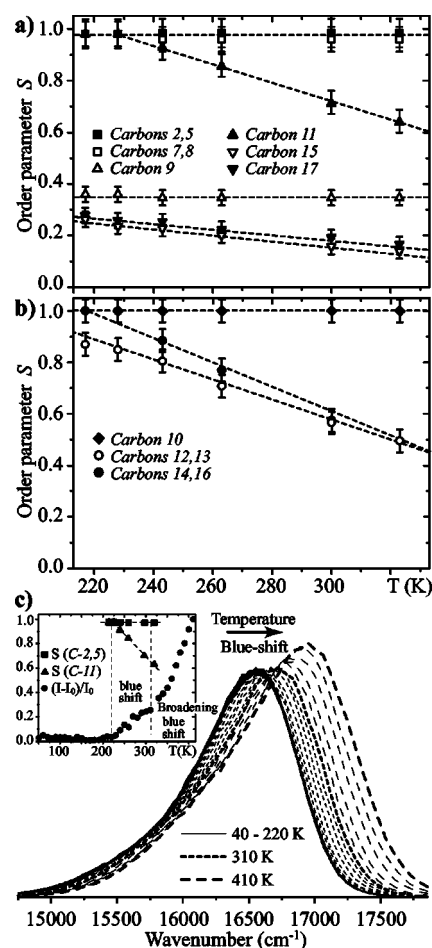 a)
Order parameter S
1.0
0.8
0.6
0.4
0.2
0.0
Carbons 2,5
Carbons 7,8
Carbon 9
Carbon 11
Carbon 15
Carbon 17
b)
Order parameter S
1.0
0.8
0.6
0.4
0.2
0.0
Carbon 10
Carbons 12,13
Carbons 14,16
220 240 260 280 300 T (K)
c)
1.0
0.8
0.6
0.4
0.2
0.0
S (C-2,5)
S (C-11)
(I-I0)/I0
blue shift
Broadening blue shift
100 200 300 T(K)
Temperature
Blue-shift
40 - 220 K
310 K
410 K
15000 15500 16000 16500 17000 17500
Wavenumber (cm-1)